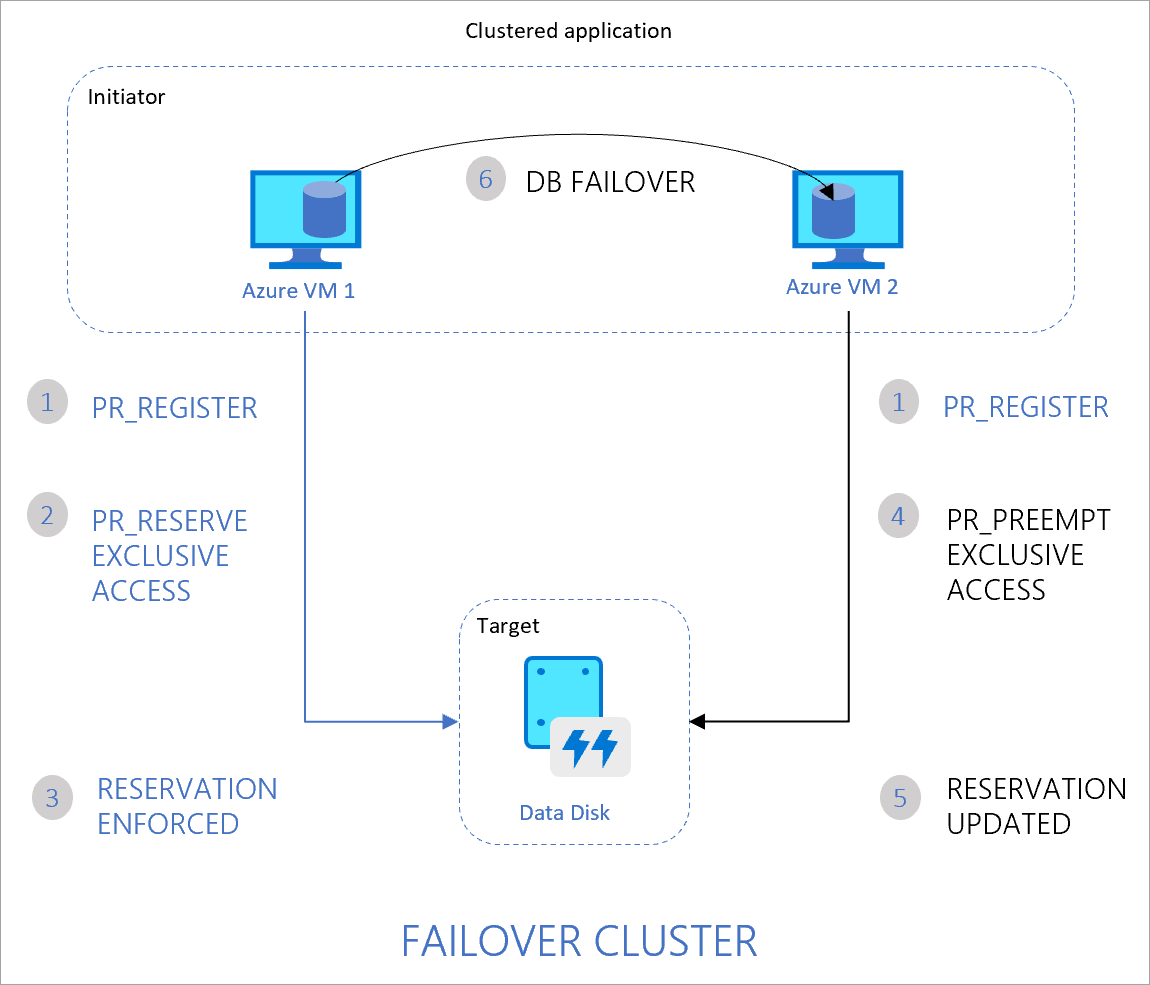 Clustered application
Initiator
6
DB FAILOVER
Azure VM 1
Azure VM 2
1
PR_REGISTER
1
PR_REGISTER
2
PR_RESERVE
EXCLUSIVE
ACCESS
4
PR_PREEMPT
EXCLUSIVE
ACCESS
Target
Data Disk
3
RESERVATION
ENFORCED
5
RESERVATION
UPDATED
FAILOVER CLUSTER